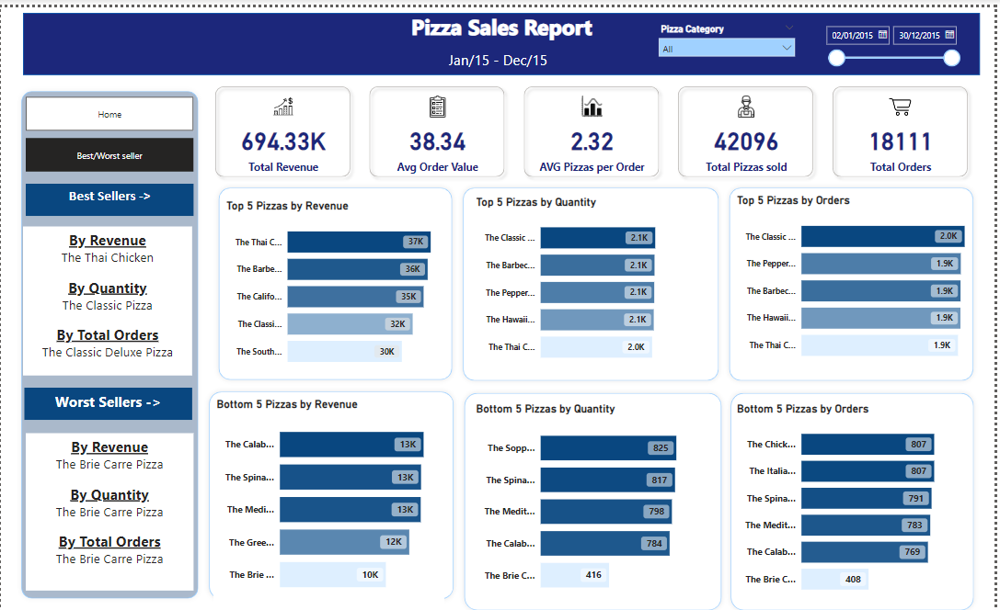 Pizza Sales Report
Jan/15 - Dec/15
Pizza Category
All
02/01/2015
30/12/2015
Home
Best/Worst seller
Best Sellers ->
By Revenue
The Thai Chicken
By Quantity
The Classic Pizza
By Total Orders
The Classic Deluxe Pizza
Worst Sellers ->
By Revenue
The Brie Carre Pizza
By Quantity
The Brie Carre Pizza
By Total Orders
The Brie Carre Pizza
694.33K
Total Revenue
38.34
Avg Order Value
2.32
AVG Pizzas per Order
42096
Total Pizzas sold
18111
Total Orders
Top 5 Pizzas by Revenue
The Thai C... 37K
The Barbe... 36K
The Califo... 35K
The Classi... 32K
The South... 30K
Top 5 Pizzas by Quantity
The Classic ... 2.1K
The Barbec... 2.1K
The Pepper... 2.1K
The Hawaii... 2.1K
The Thai C... 2.0K
Top 5 Pizzas by Orders
The Classic ... 2.0K
The Pepper... 1.9K
The Barbec... 1.9K
The Hawaii... 1.9K
The Thai C... 1.9K
Bottom 5 Pizzas by Revenue
The Calab... 13K
The Spina... 13K
The Medi... 13K
The Gree... 12K
The Brie ... 10K
Bottom 5 Pizzas by Quantity
The Sopp... 825
The Spina... 817
The Medit... 798
The Calab... 784
The Brie C... 416
Bottom 5 Pizzas by Orders
The Chick... 807
The Italia... 807
The Spina... 791
The Medit... 783
The Calab... 769
The Brie C... 408